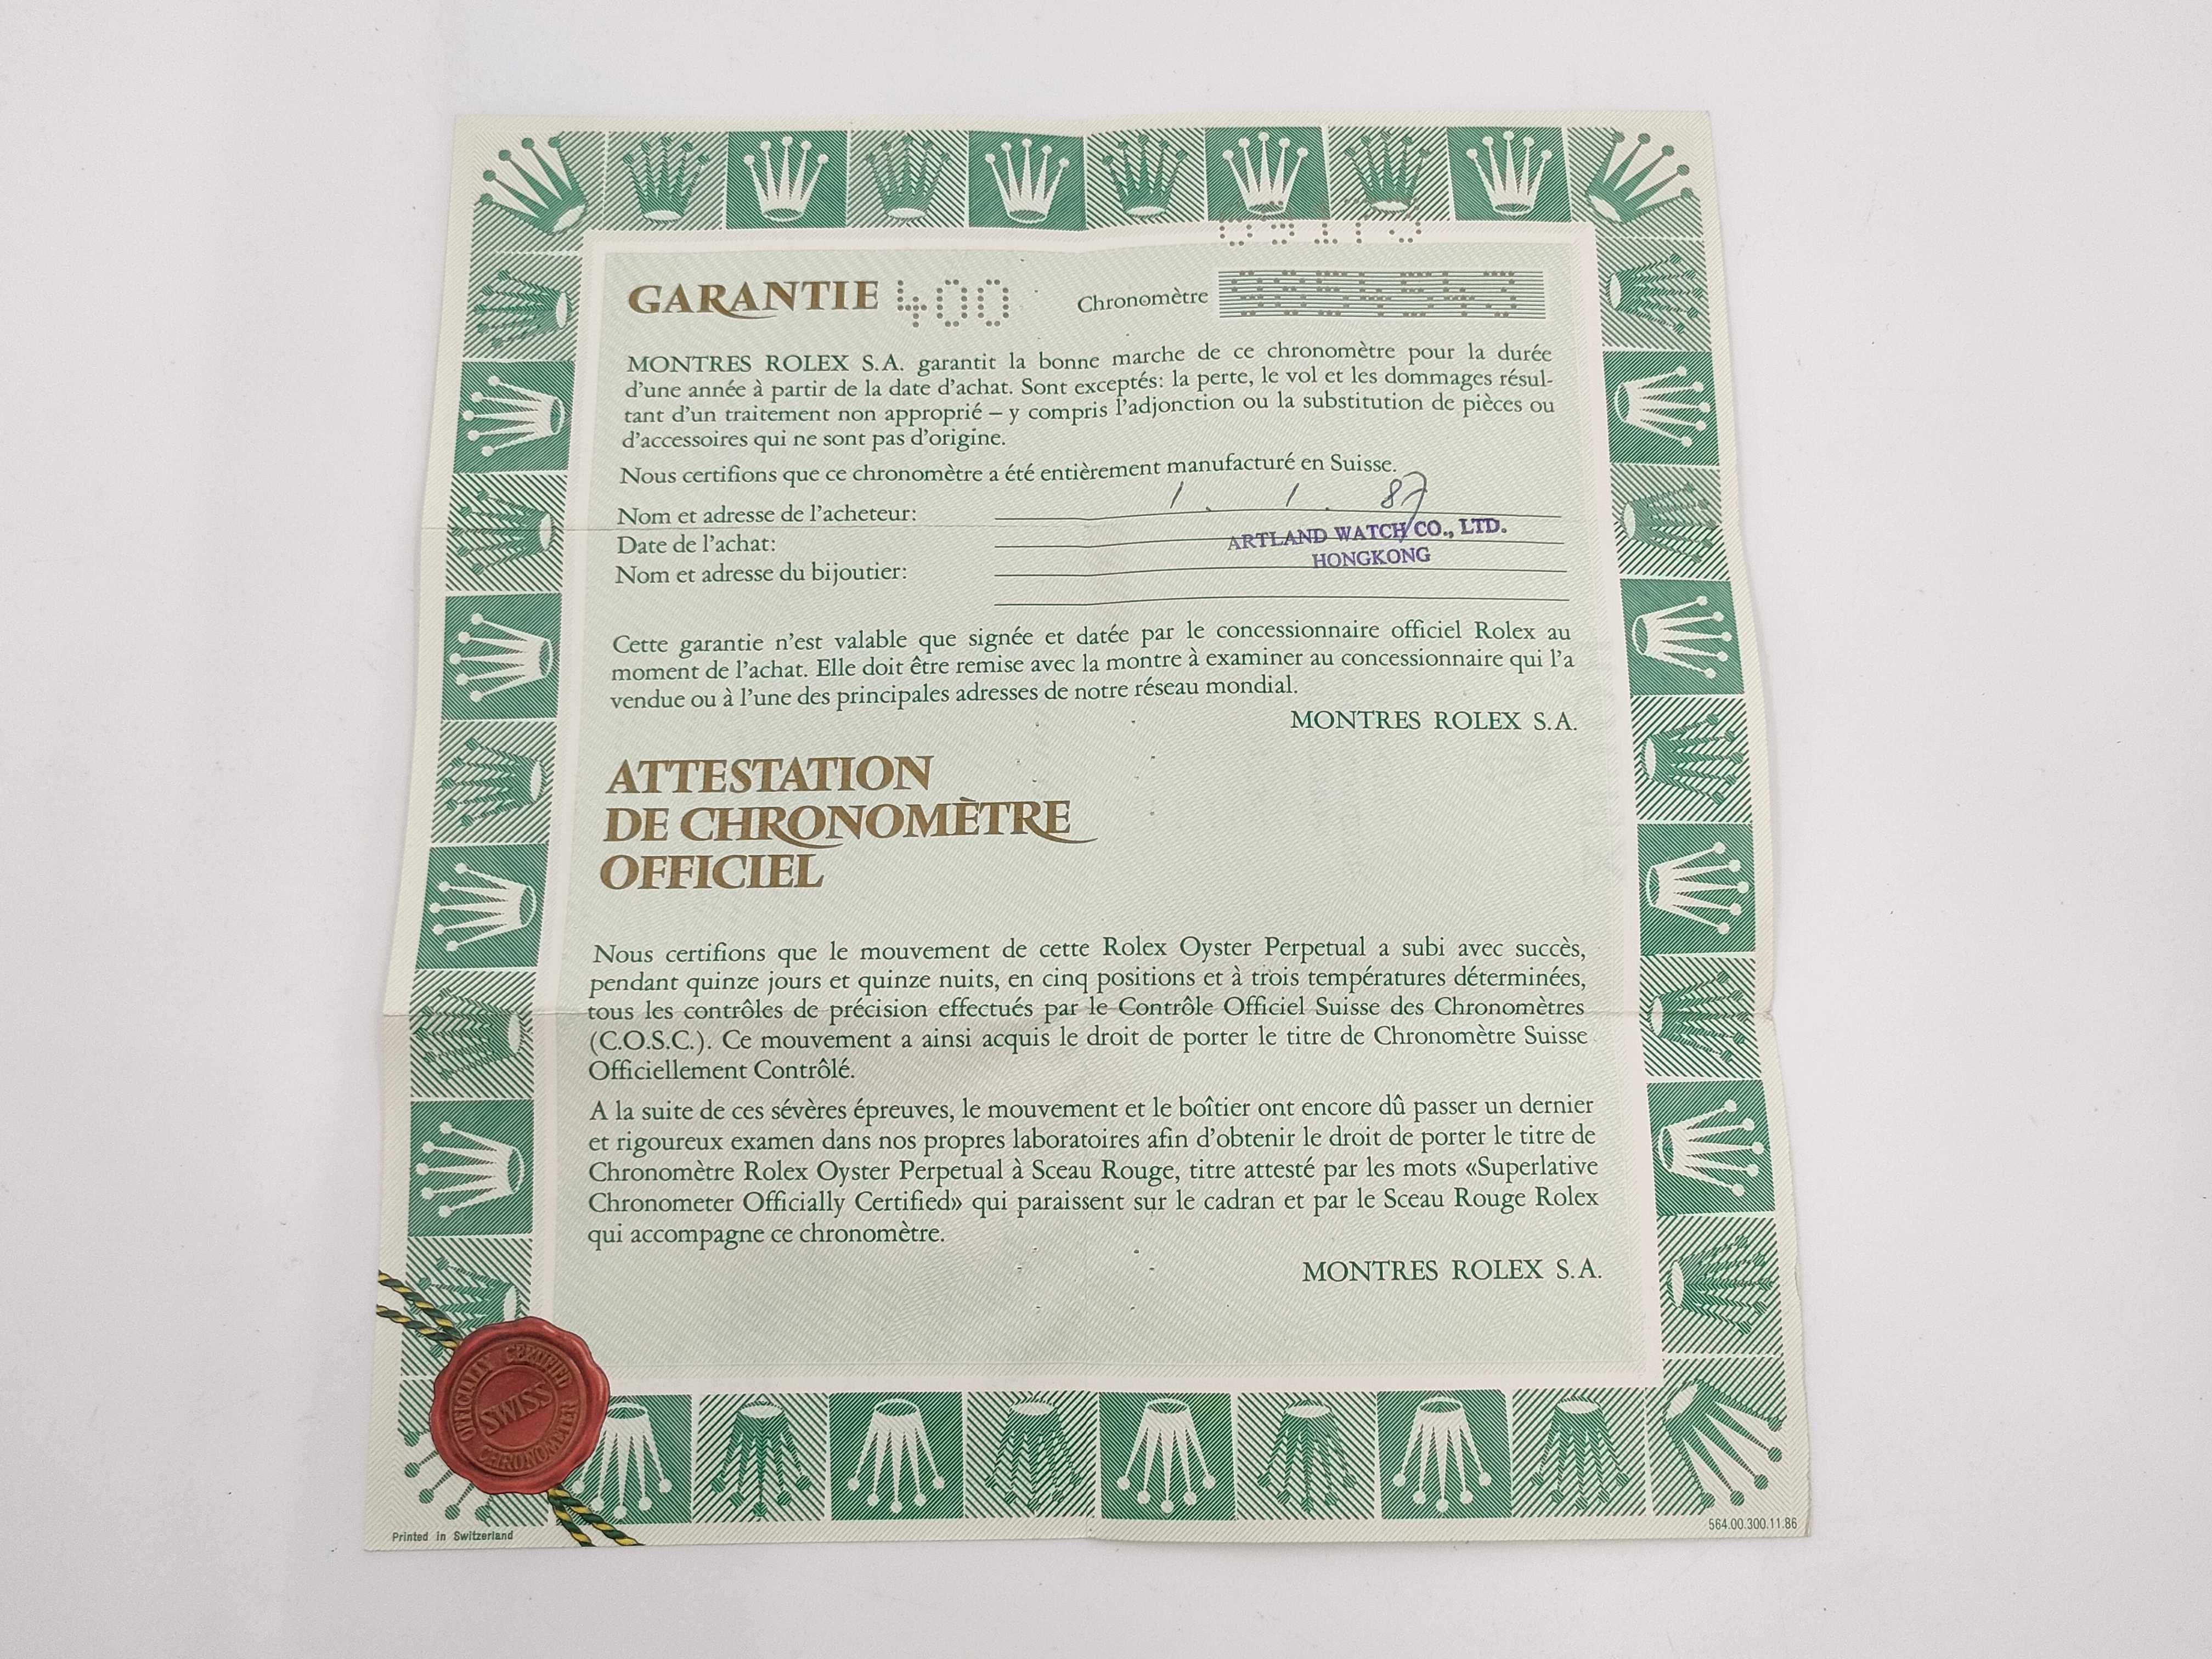 GARANTIE 400 Chronomètre
MONTRES ROLEX S.A. garantit la bonne marche de ce chronomètre pour la durée
d'une année à partir de la date d'achat. Sont exceptés: la perte, le vol et les dommages résul-
tant d'un traitement non approprié – y compris l'adjonction ou la substitution de pièces ou
d'accessoires qui ne sont pas d'origine.
Nous certifions que ce chronomètre a été entièrement manufacturé en Suisse.
1. 1. 87
Nom et adresse de l'acheteur:
Date de l'achat: ARTLAND WATCH CO., LTD.
Nom et adresse du bijoutier: HONGKONG
Cette garantie n'est valable que signée et datée par le concessionnaire officiel Rolex au
moment de l'achat. Elle doit être remise avec la montre à examiner au concessionnaire qui l'a
vendue ou à l'une des principales adresses de notre réseau mondial.
MONTRES ROLEX S.A.
ATTESTATION
DE CHRONOMÈTRE
OFFICIEL
Nous certifions que le mouvement de cette Rolex Oyster Perpetual a subi avec succès,
pendant quinze jours et quinze nuits, en cinq positions et à trois températures déterminées,
tous les contrôles de précision effectués par le Contrôle Officiel Suisse des Chronomètres
(C.O.S.C.). Ce mouvement a ainsi acquis le droit de porter le titre de Chronomètre Suisse
Officiellement Contrôlé.
A la suite de ces sévères épreuves, le mouvement et le boîtier ont encore dû passer un dernier
et rigoureux examen dans nos propres laboratoires afin d'obtenir le droit de porter le titre de
Chronomètre Rolex Oyster Perpetual à Sceau Rouge, titre attesté par les mots «Superlative
Chronometer Officially Certified» qui paraissent sur le cadran et par le Sceau Rouge Rolex
qui accompagne ce chronomètre.
MONTRES ROLEX S.A.
OFFICIALLY CERTIFIED
SWISS
CHRONOMETER
Printed in Switzerland
564.00.300.11.86